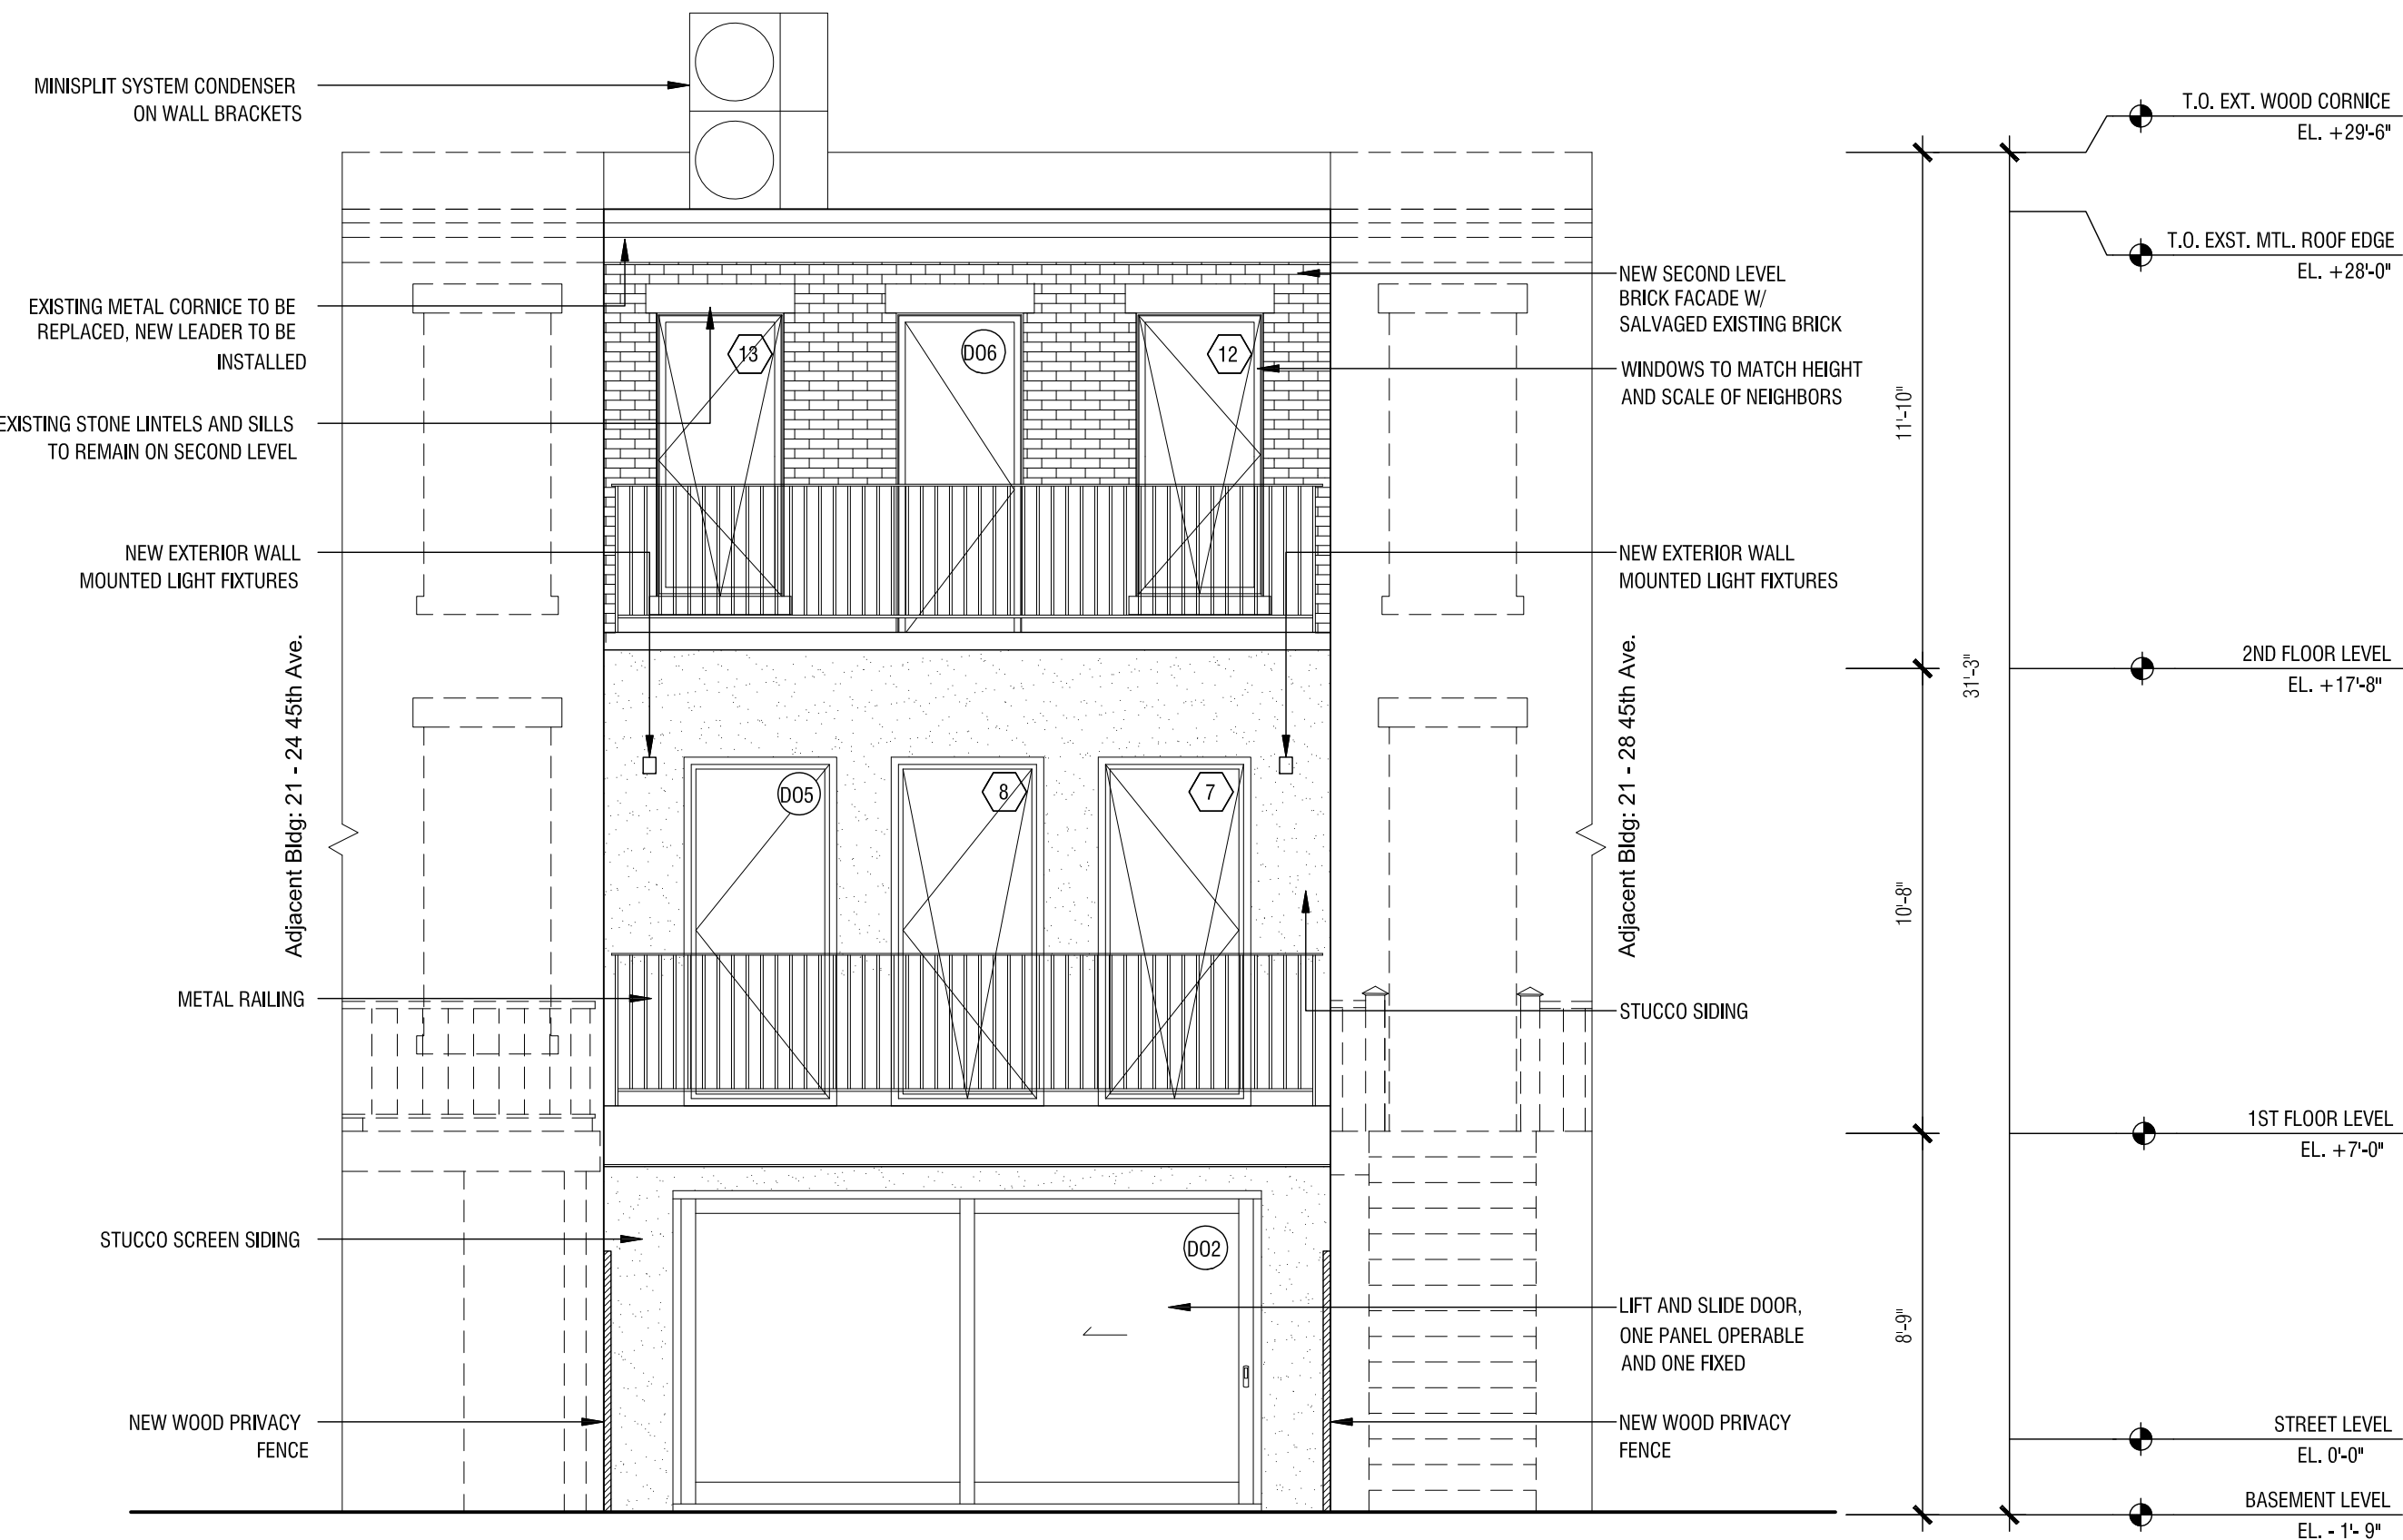 MINISPLIT SYSTEM CONDENSER
ON WALL BRACKETS
EXISTING METAL CORNICE TO BE
REPLACED, NEW LEADER TO BE
INSTALLED
EXISTING STONE LINTELS AND SILLS
TO REMAIN ON SECOND LEVEL
NEW EXTERIOR WALL
MOUNTED LIGHT FIXTURES
Adjacent Bldg: 21 - 24 45th Ave.
METAL RAILING
STUCCO SCREEN SIDING
NEW WOOD PRIVACY
FENCE
13
D06
12
D05
8
7
D02
NEW SECOND LEVEL
BRICK FACADE W/
SALVAGED EXISTING BRICK
WINDOWS TO MATCH HEIGHT
AND SCALE OF NEIGHBORS
NEW EXTERIOR WALL
MOUNTED LIGHT FIXTURES
Adjacent Bldg: 21 - 28 45th Ave.
STUCCO SIDING
LIFT AND SLIDE DOOR,
ONE PANEL OPERABLE
AND ONE FIXED
NEW WOOD PRIVACY
FENCE
11'-10"
10'-8"
8'-9"
31'-3"
T.O. EXT. WOOD CORNICE
EL. +29'-6"
T.O. EXST. MTL. ROOF EDGE
EL. +28'-0"
2ND FLOOR LEVEL
EL. +17'-8"
1ST FLOOR LEVEL
EL. +7'-0"
STREET LEVEL
EL. 0'-0"
BASEMENT LEVEL
EL. - 1'- 9"